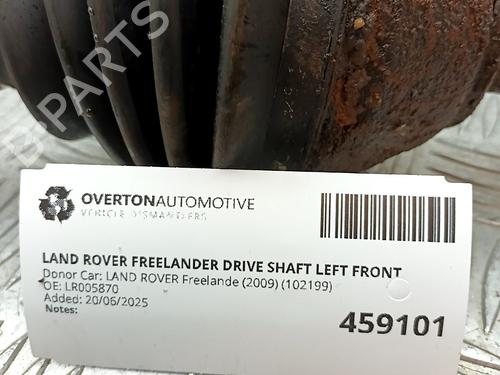 B-PARTS
OVERTONAUTOMOTIVE
VEHICLE DISMANTLERS
LAND ROVER FREELANDER DRIVE SHAFT LEFT FRONT
Donor Car: LAND ROVER Freelande (2009) (102199)
OE: LR005870
Added: 20/06/2025
Notes:
459101